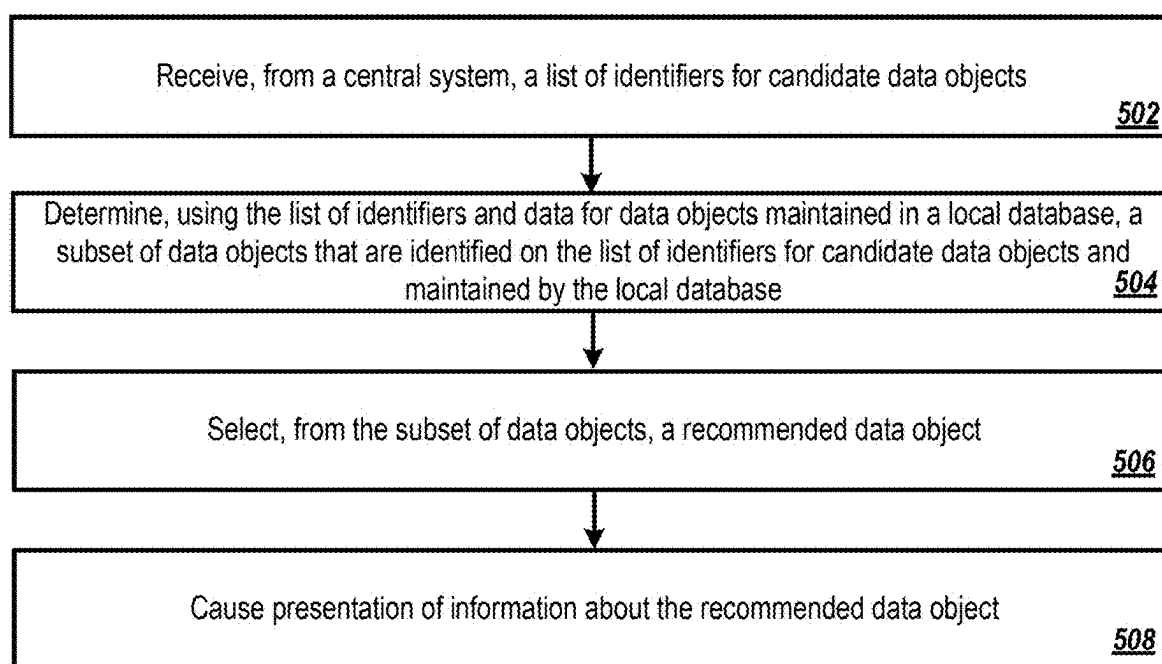 Receive, from a central system, a list of identifiers for candidate data objects
502
Determine, using the list of identifiers and data for data objects maintained in a local database, a
subset of data objects that are identified on the list of identifiers for candidate data objects and
maintained by the local database
504
Select, from the subset of data objects, a recommended data object
506
Cause presentation of information about the recommended data object
508